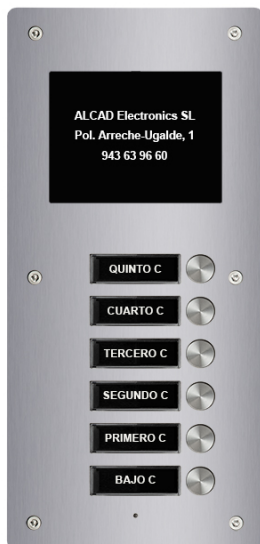 ALCAD Electronics SL
Pol. Arreche-Ugalde, 1
943 63 96 60
QUINTO C
CUARTO C
TERCERO C
SEGUNDO C
PRIMERO C
BAJO C